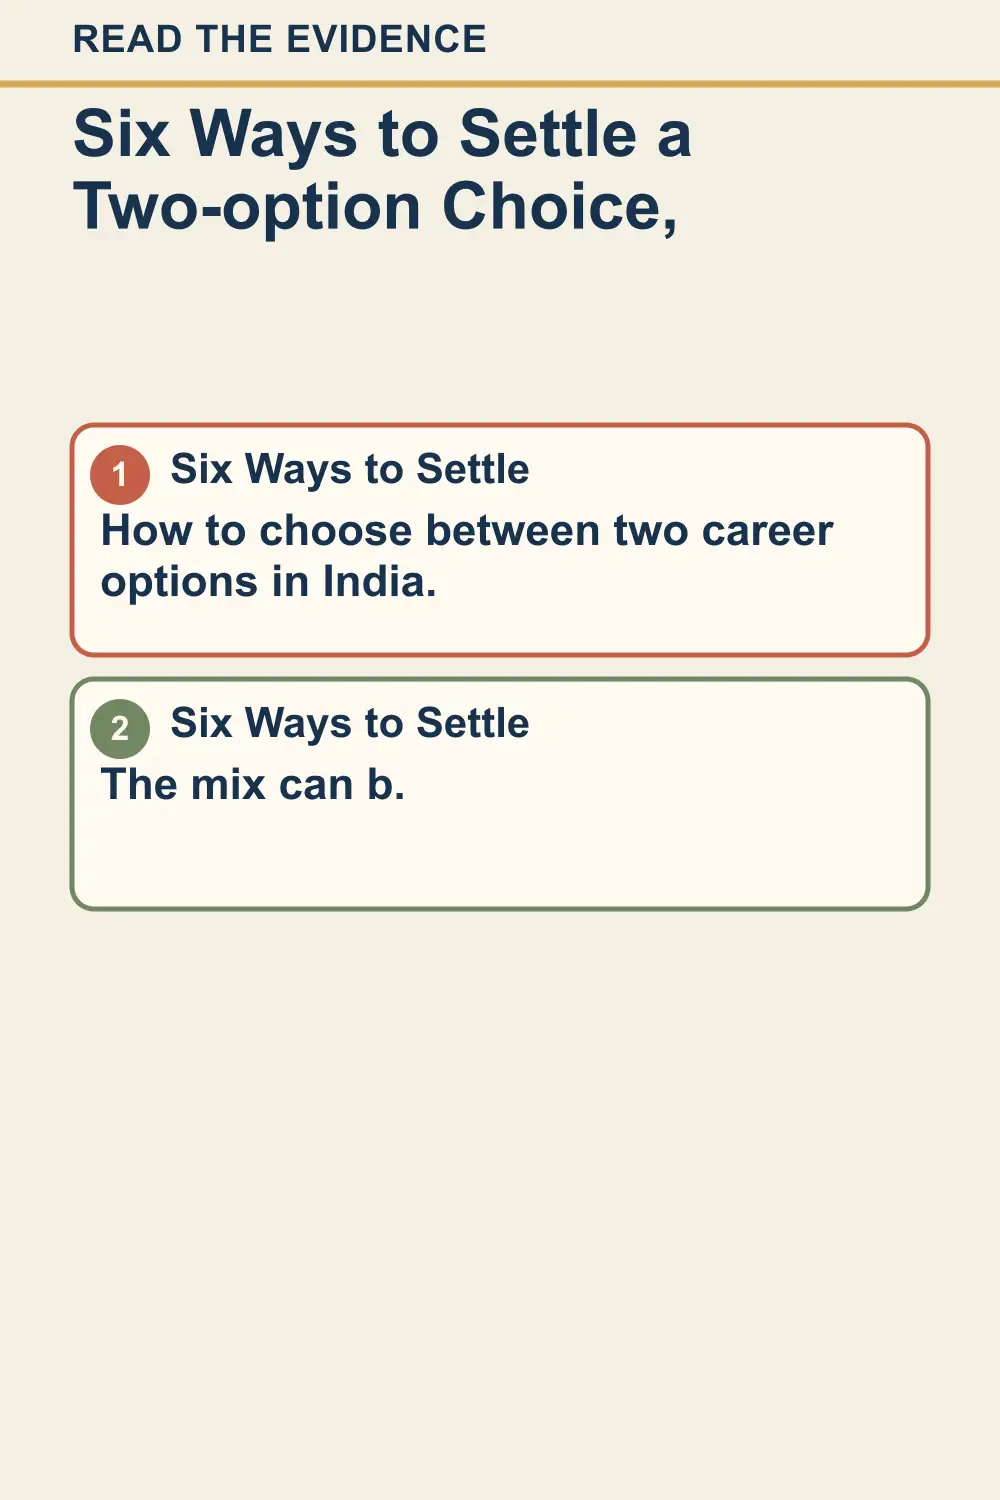 READ THE EVIDENCE
Six Ways to Settle a
Two-option Choice,
1 Six Ways to Settle
How to choose between two career
options in India.
2 Six Ways to Settle
The mix can b.